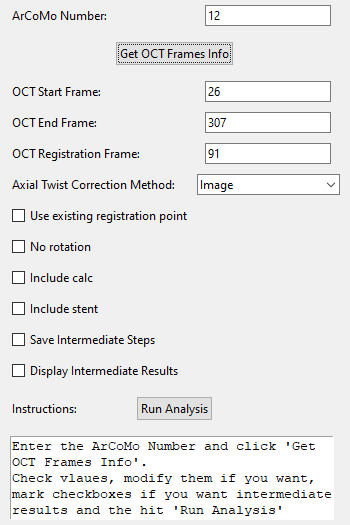 ArCoMo Number: 12
Get OCT Frames Info
OCT Start Frame: 26
OCT End Frame: 307
OCT Registration Frame: 91
Axial Twist Correction Method: Image
Use existing registration point
No rotation
Include calc
Include stent
Save Intermediate Steps
Display Intermediate Results
Instructions: Run Analysis
Enter the ArCoMo Number and click 'Get
OCT Frames Info'.
Check vlaues, modify them if you want,
mark checkboxes if you want intermediate
results and the hit 'Run Analysis'